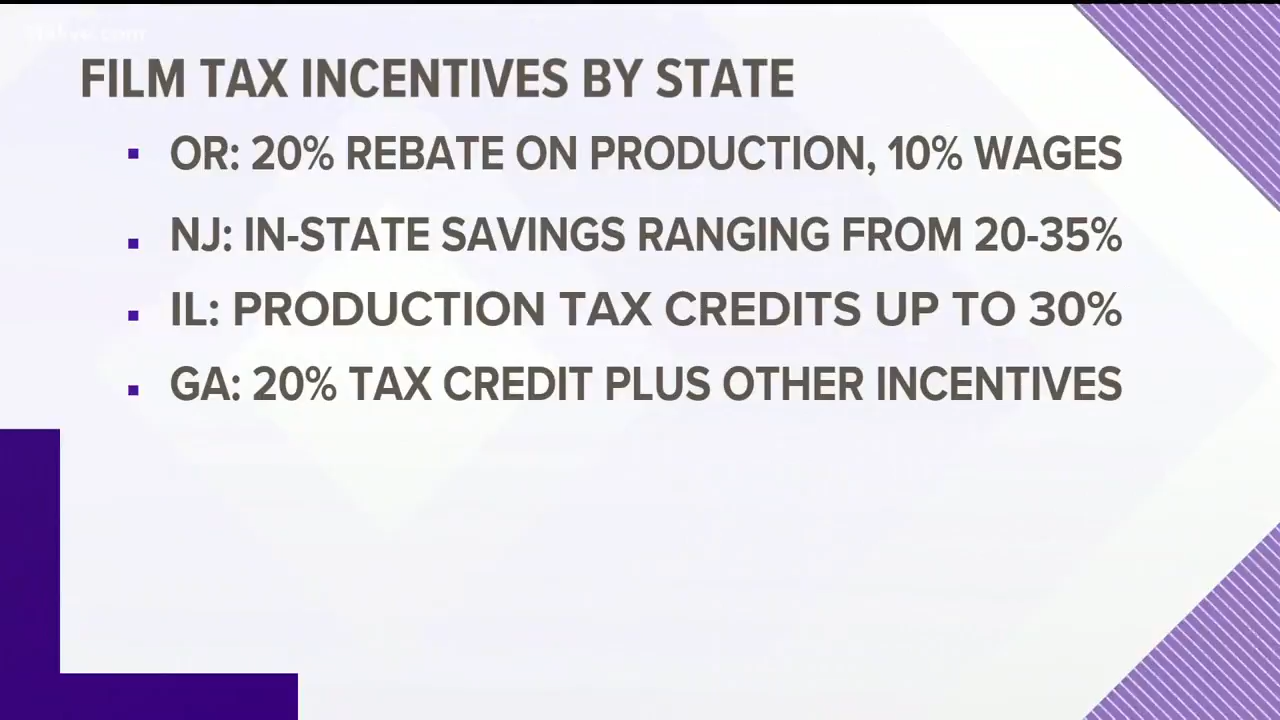 FILM TAX INCENTIVES BY STATE
▪ OR: 20% REBATE ON PRODUCTION, 10% WAGES
▪ NJ: IN-STATE SAVINGS RANGING FROM 20-35%
▪ IL: PRODUCTION TAX CREDITS UP TO 30%
▪ GA: 20% TAX CREDIT PLUS OTHER INCENTIVES